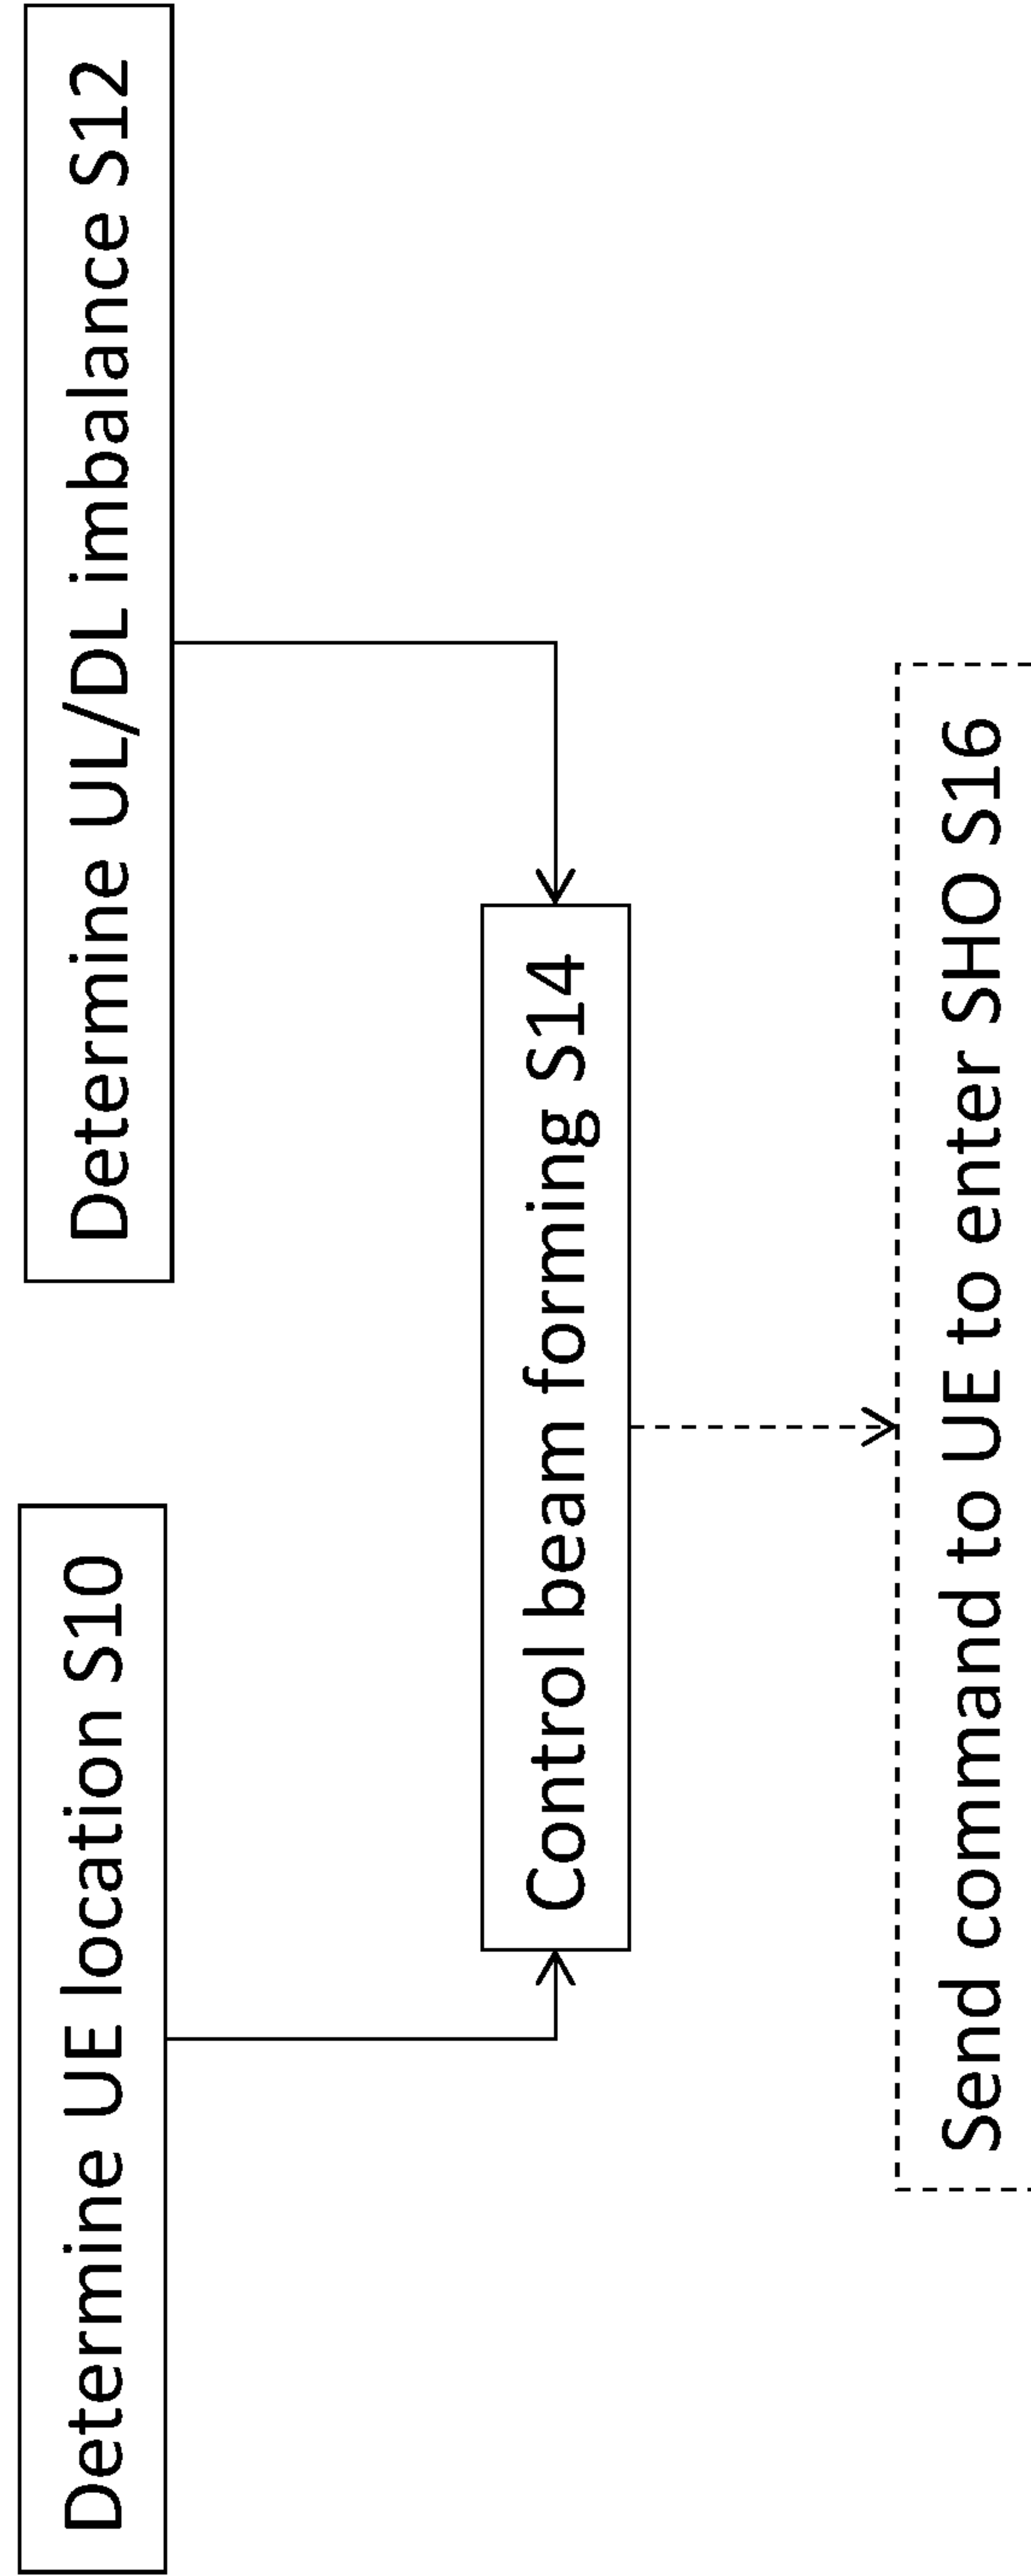 Determine UE location S10
Determine UL/DL imbalance S12
Control beam forming S14
Send command to UE to enter SHO S16